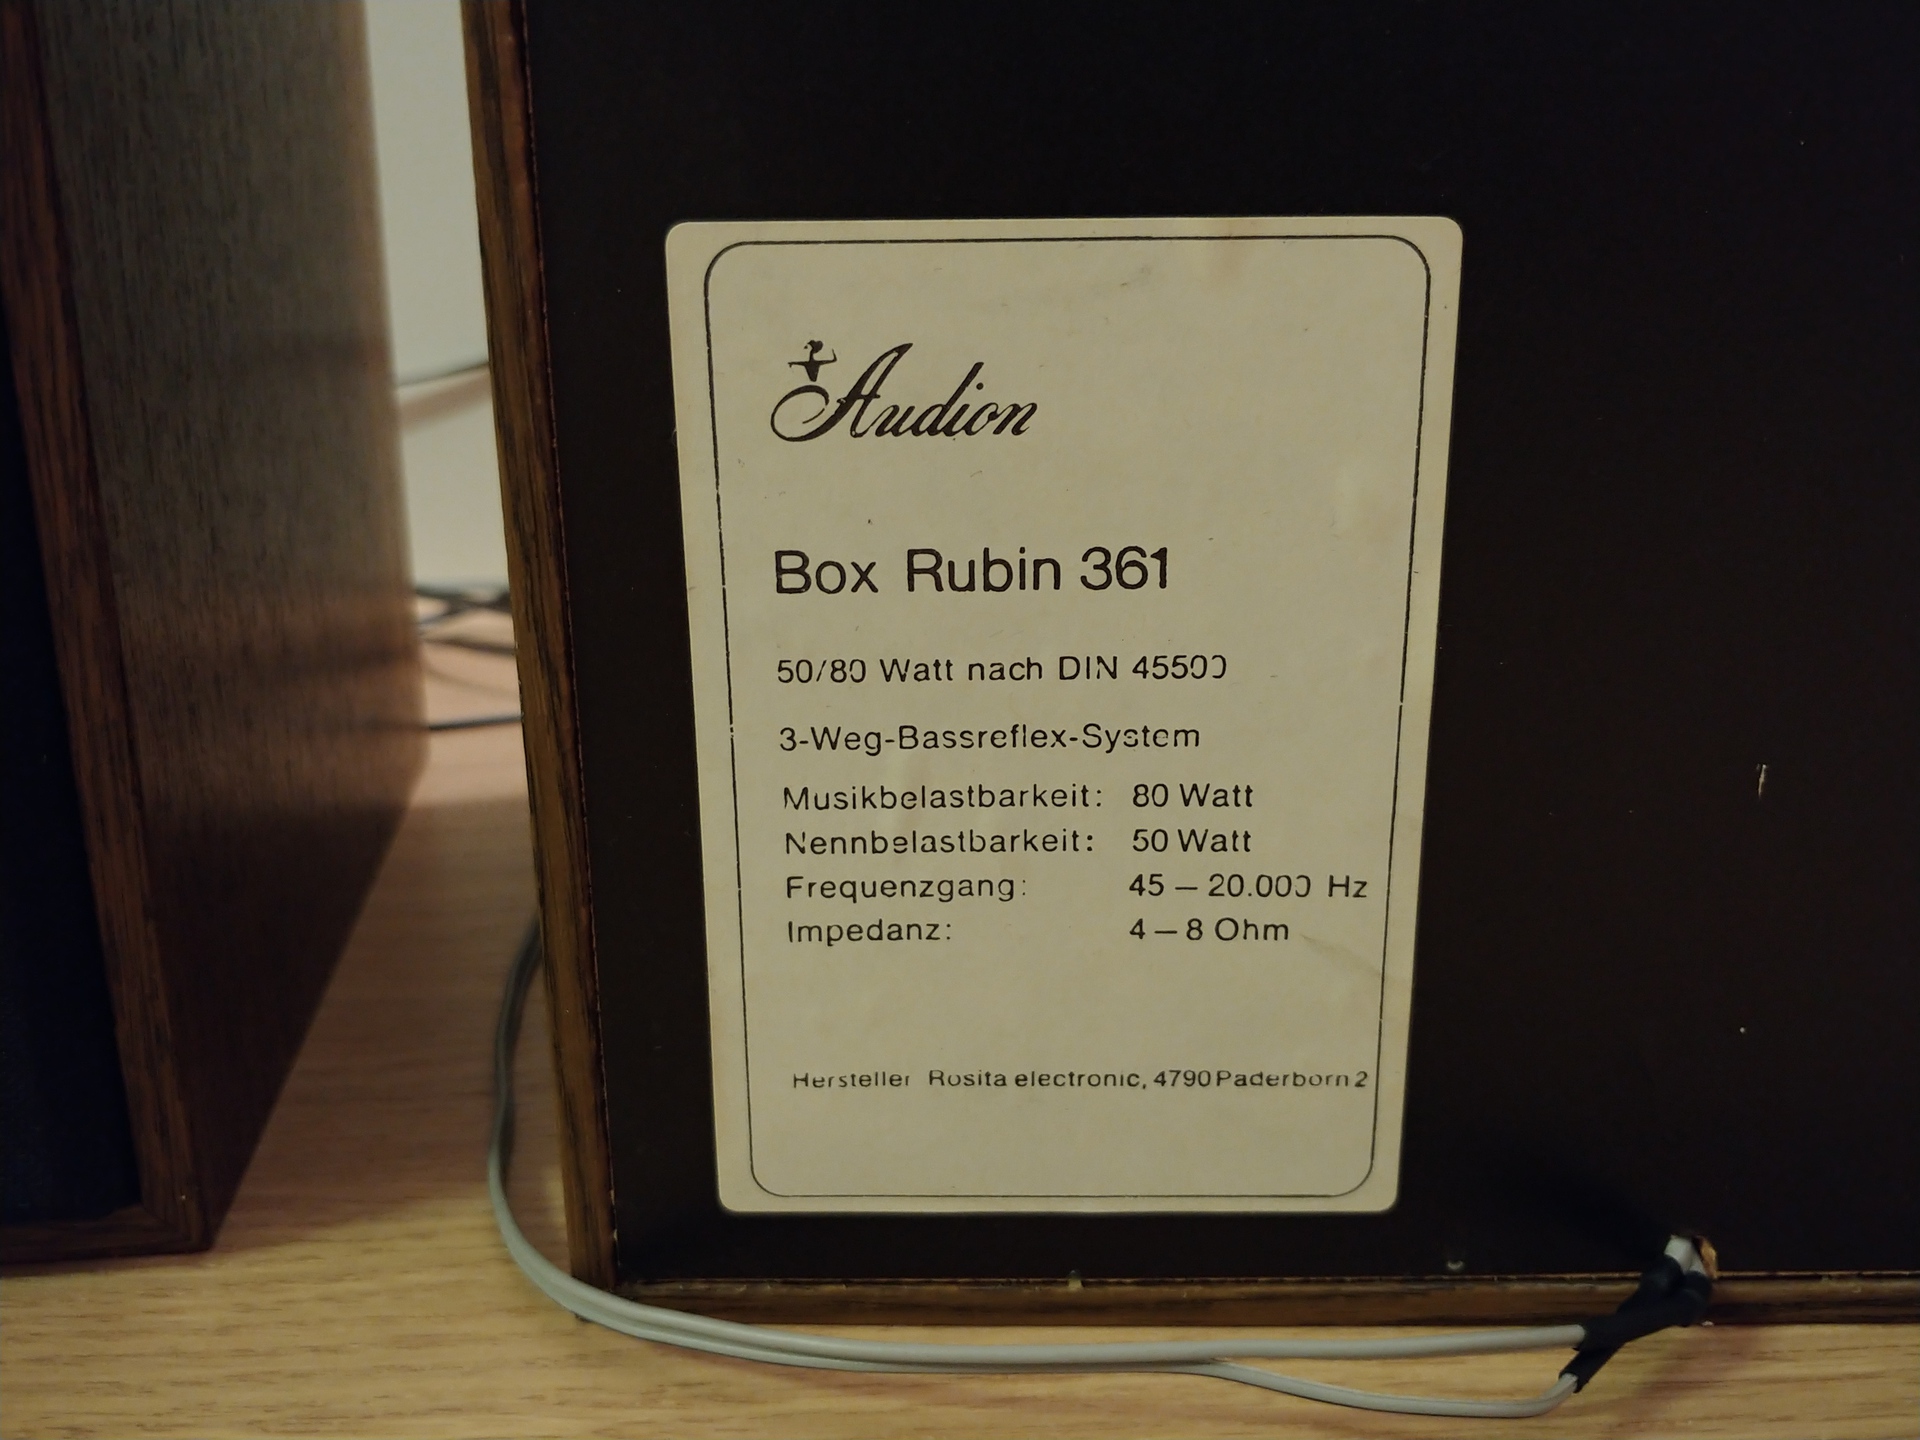 Audion
Box Rubin 361
50/80 Watt nach DIN 45500
3-Weg-Bassreflex-System
Musikbelastbarkeit: 80 Watt
Nennbelastbarkeit: 50 Watt
Frequenzgang: 45 – 20.000 Hz
Impedanz: 4 – 8 Ohm
Hersteller Rosita electronic, 4790 Paderborn 2